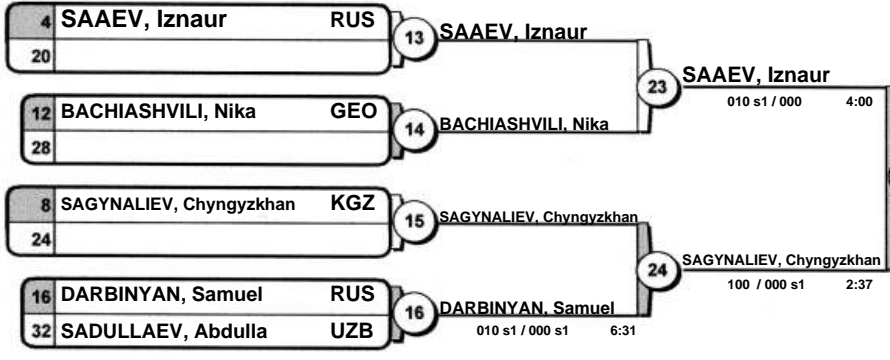 4 SAAEV, Iznaur RUS
20
13 SAAEV, Iznaur
12 BACHIASHVILI, Nika GEO
28
14 BACHIASHVILI, Nika
23 SAAEV, Iznaur
010 s1 / 000 4:00
8 SAGYNALIEV, Chyngyzkhan KGZ
24
15 SAGYNALIEV, Chyngyzkhan
16 DARBINYAN, Samuel RUS
32 SADULLAEV, Abdulla UZB
16 DARBINYAN, Samuel
010 s1 / 000 s1 6:31
24 SAGYNALIEV, Chyngyzkhan
100 / 000 s1 2:37